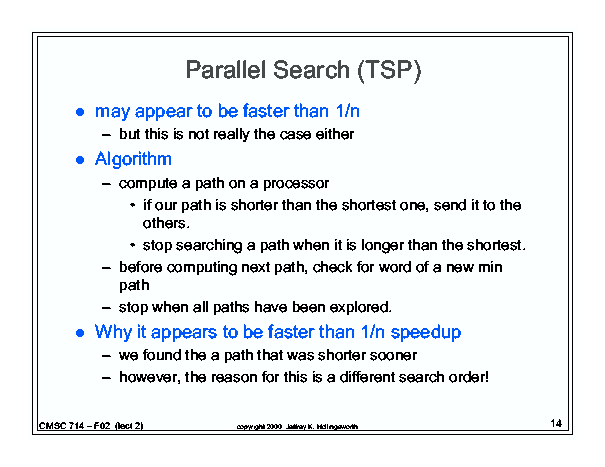 Parallel Search (TSP)
● may appear to be faster than 1/n
– but this is not really the case either
● Algorithm
– compute a path on a processor
• if our path is shorter than the shortest one, send it to the
others.
• stop searching a path when it is longer than the shortest.
– before computing next path, check for word of a new min
path
– stop when all paths have been explored.
● Why it appears to be faster than 1/n speedup
– we found the a path that was shorter sooner
– however, the reason for this is a different search order!
CMSC 714 – F02 (lect 2)
copyright 2000 Jeffrey K. Hollingsworth
14